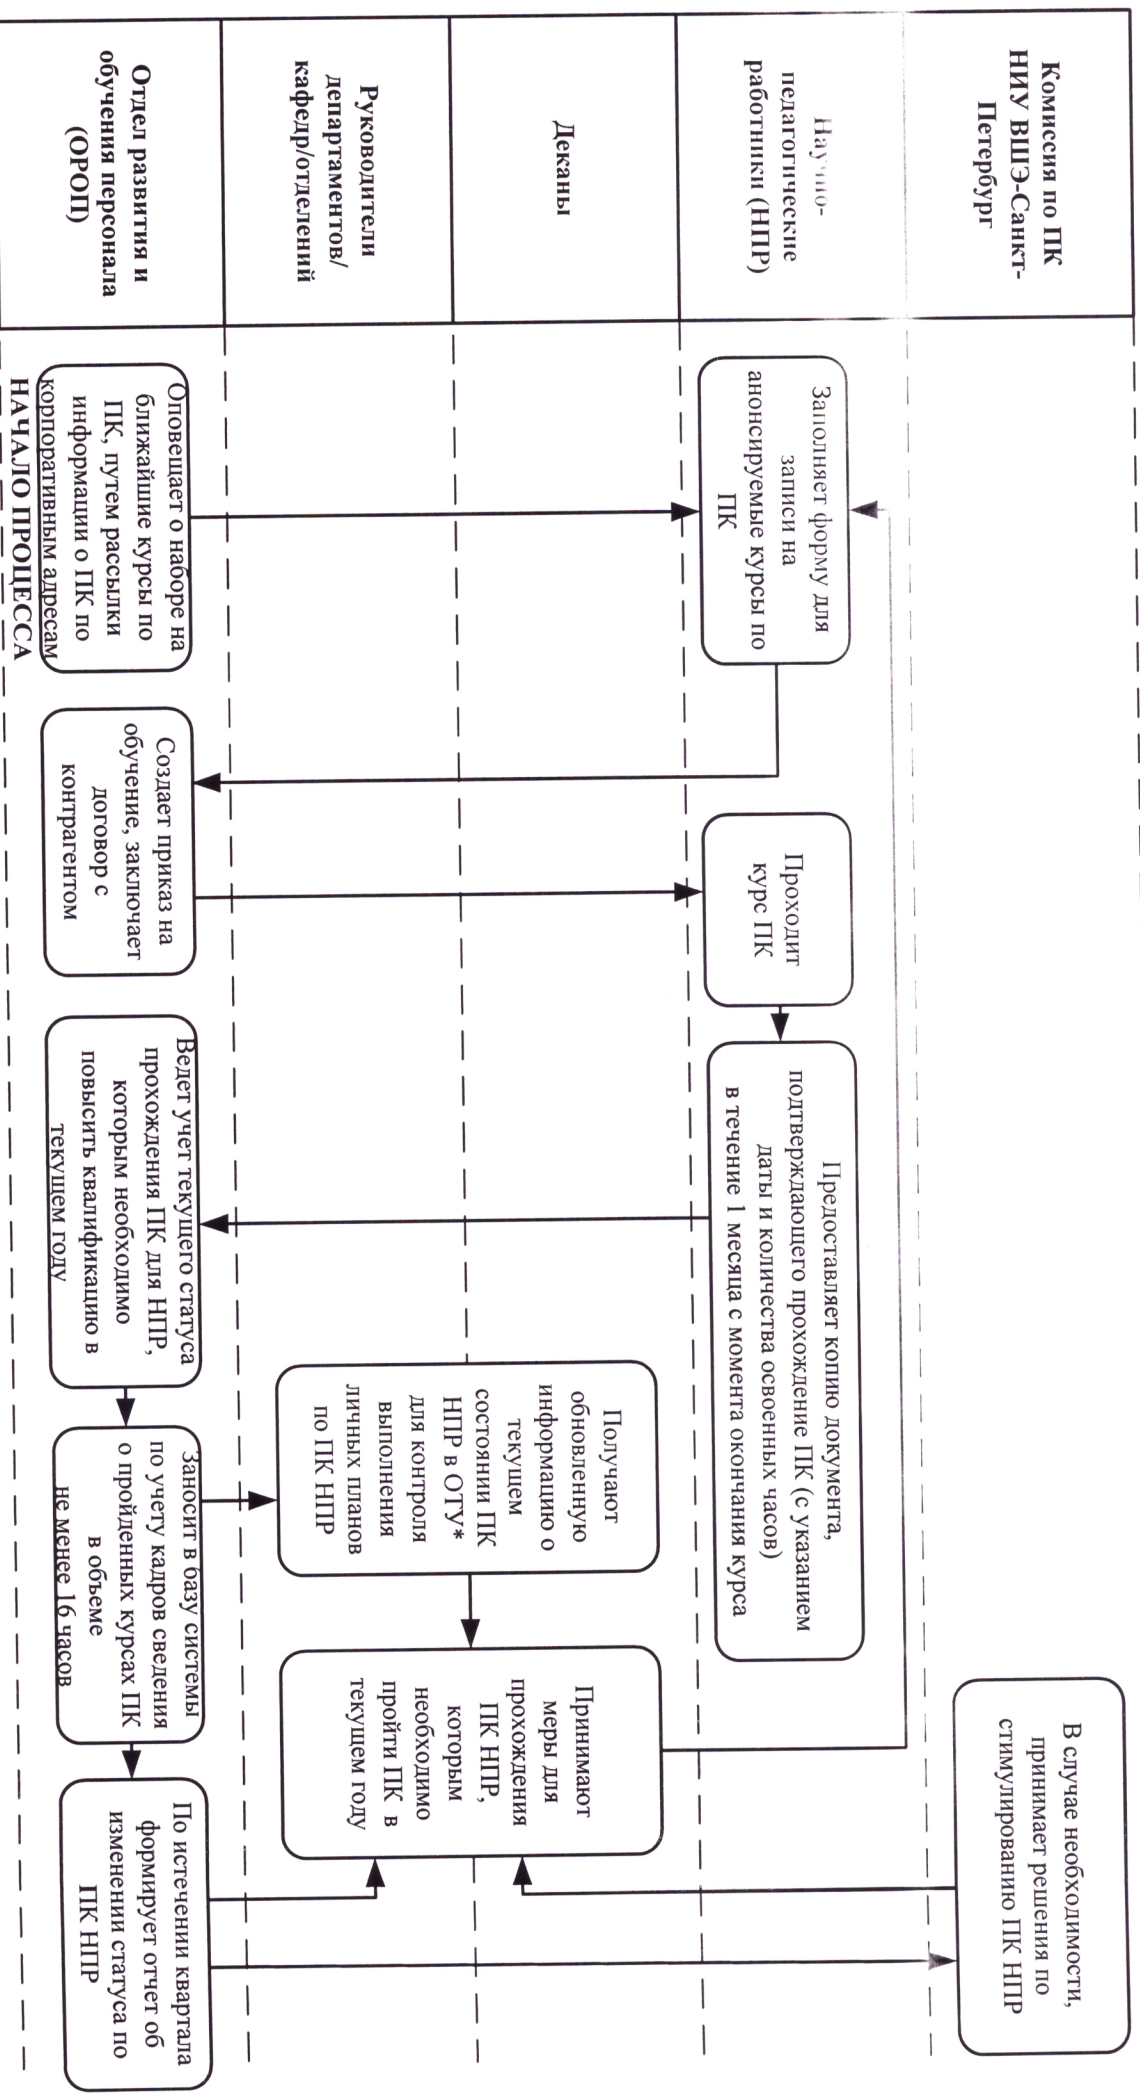 Комиссия по ПК
НИУ ВШЭ-Санкт-
Петербург
Научно-
педагогические
работники (НПР)
Деканы
Руководители
департаментов/
кафедр/отделений
Отдел развития и
обучения персонала
(ОРОП)
В случае необходимости,
принимает решения по
стимулированию ПК НПР
Заполняет форму для
записи на
анонсируемые курсы по
ПК
Проходит
курс ПК
Предоставляет копию документа,
подтверждающего прохождение ПК (с указанием
даты и количества освоенных часов)
в течение 1 месяца с момента окончания курса
Получают
обновленную
информацию о
текущем
состоянии ПК
НПР в ОТУ*
для контроля
выполнения
личных планов
по ПК НПР
Принимают
меры для
прохождения
ПК НПР,
которым
необходимо
пройти ПК в
текущем году
Оповещает о наборе на
ближайшие курсы по
ПК, путем рассылки
информации о ПК по
корпоративным адресам
НАЧАЛО ПРОЦЕССА
Создает приказ на
обучение, заключает
договор с
контрагентом
Ведет учет текущего статуса
прохождения ПК для НПР,
которым необходимо
повысить квалификацию в
текущем году
Заносит в базу системы
по учету кадров сведения
о пройденных курсах ПК
в объеме
не менее 16 часов
По истечении квартала
формирует отчет об
изменении статуса по
ПК НПР